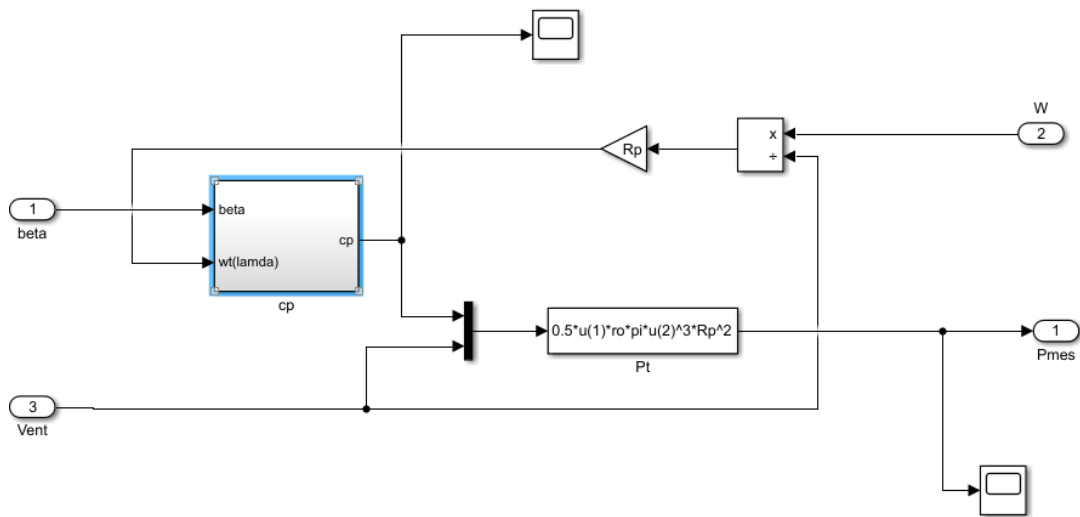 W
2
x
÷
Rp
1
beta
beta
wt(lamda)
cp
cp
0.5*u(1)*ro*pi*u(2)^3*Rp^2
Pt
1
Pmes
3
Vent